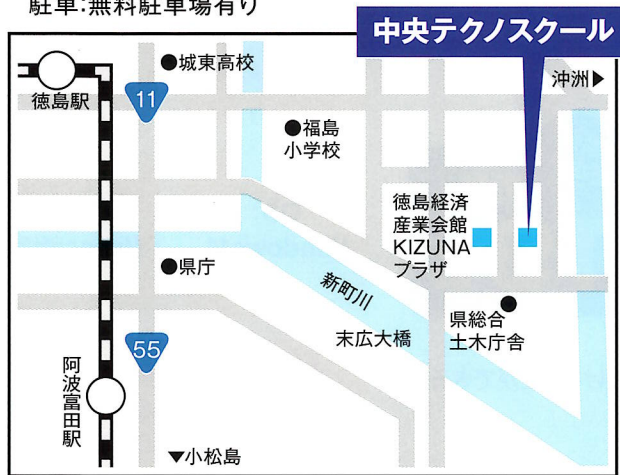 駐車:無料駐車場有り
中央テクノスクール
徳島駅
11
●城東高校
沖洲▶
●福島
小学校
徳島経済
産業会館
KIZUNA
プラザ
●県庁
新町川
末広大橋
県総合
土木庁舎
55
阿波富田駅
▼小松島